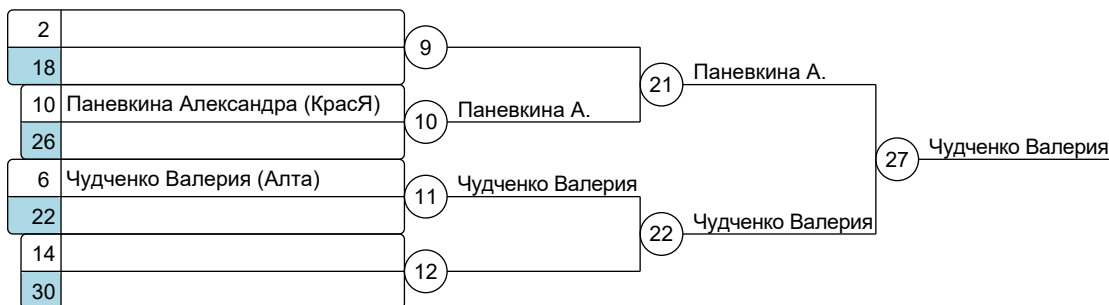 2
18
9
10 Паневкина Александра (КрасЯ)
26
10
Паневкина А.
21
Паневкина А.
6 Чудченко Валерия (Алта)
22
11
Чудченко Валерия
14
30
12
22
Чудченко Валерия
27
Чудченко Валерия